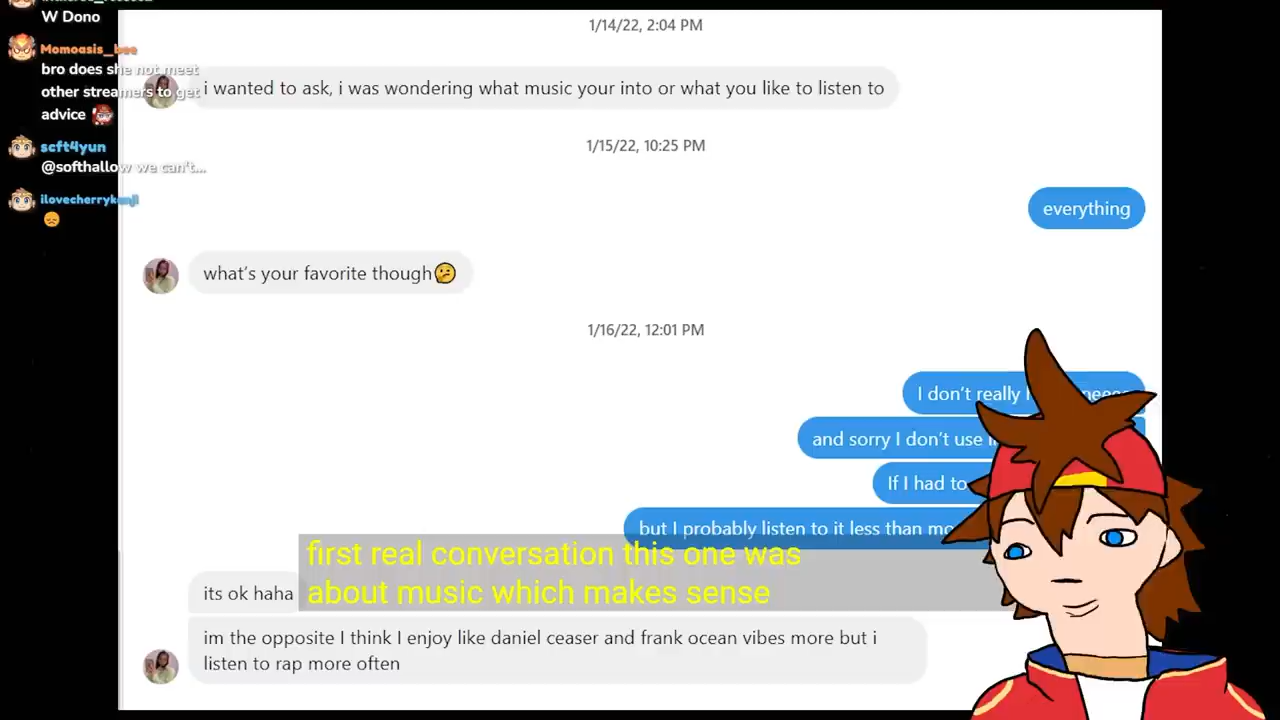 W Dono
Momoasis_bee
bro does she not meet
other streamers to get
advice
scft4yun
@softhallow we can't...
ilovecherrykanji
1/14/22, 2:04 PM
i wanted to ask, i was wondering what music your into or what you like to listen to
1/15/22, 10:25 PM
everything
what's your favorite though
1/16/22, 12:01 PM
I don't really
and sorry I don't use
If I had to
but I probably listen to it less than
first real conversation this one was
about music which makes sense
its ok haha
im the opposite I think I enjoy like daniel ceaser and frank ocean vibes more but i
listen to rap more often